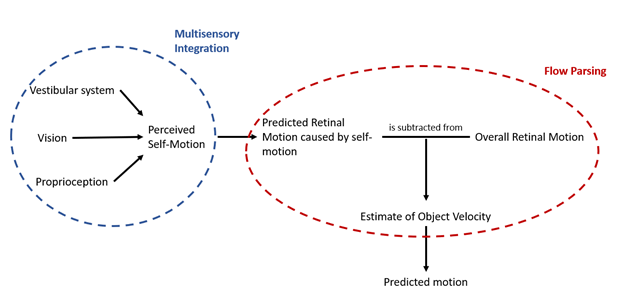 Multisensory
Integration
Flow Parsing
Vestibular system
Vision
Proprioception
Perceived
Self-Motion
Predicted Retinal
Motion caused by self-
motion
is subtracted from
Overall Retinal Motion
Estimate of Object Velocity
Predicted motion